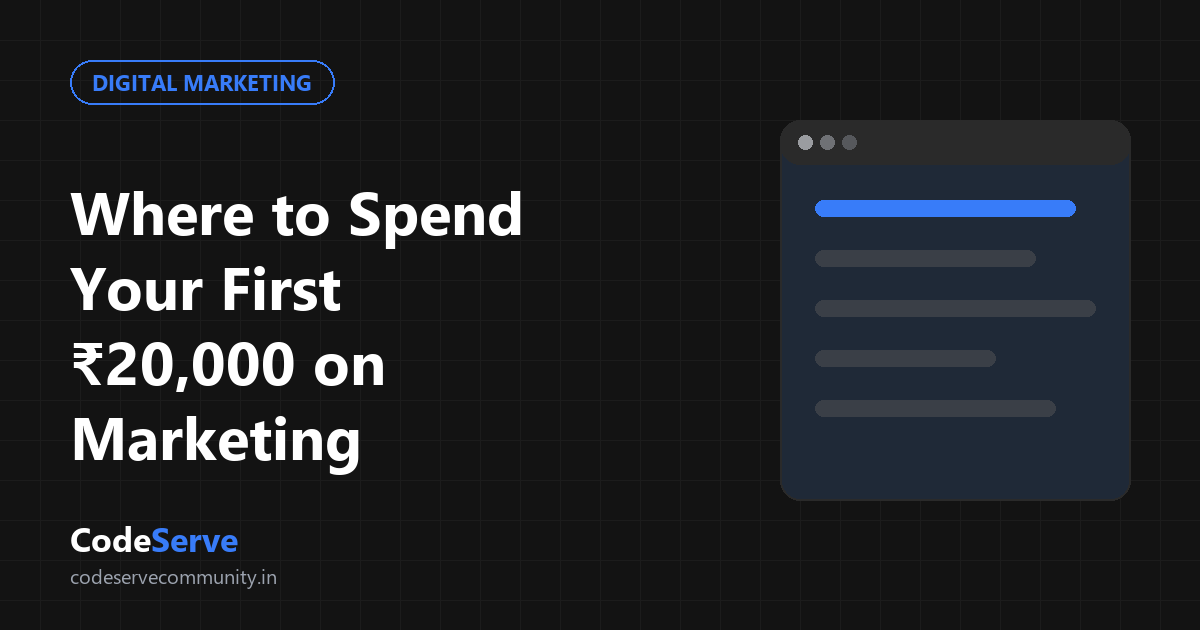 DIGITAL MARKETING
Where to Spend
Your First
₹20,000 on
Marketing
CodeServe
codeservecommunity.in